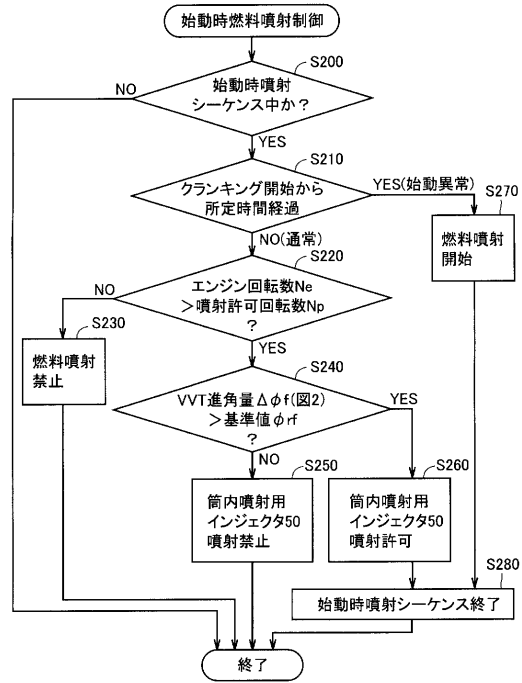 始動時燃料噴射制御
S200
始動時噴射
シーケンス中か?
NO
YES
S210
クランキング開始から
所定時間経過
YES(始動異常)
S270
燃料噴射
開始
NO(通常)
S220
エンジン回転数Ne
>噴射許可回転数Np
?
NO
S230
燃料噴射
禁止
YES
S240
VVT進角量Δφf(図2)
>基準値φrf
?
YES
NO
S250
筒内噴射用
インジェクタ50
噴射禁止
S260
筒内噴射用
インジェクタ50
噴射許可
S280
始動時噴射シーケンス終了
終了